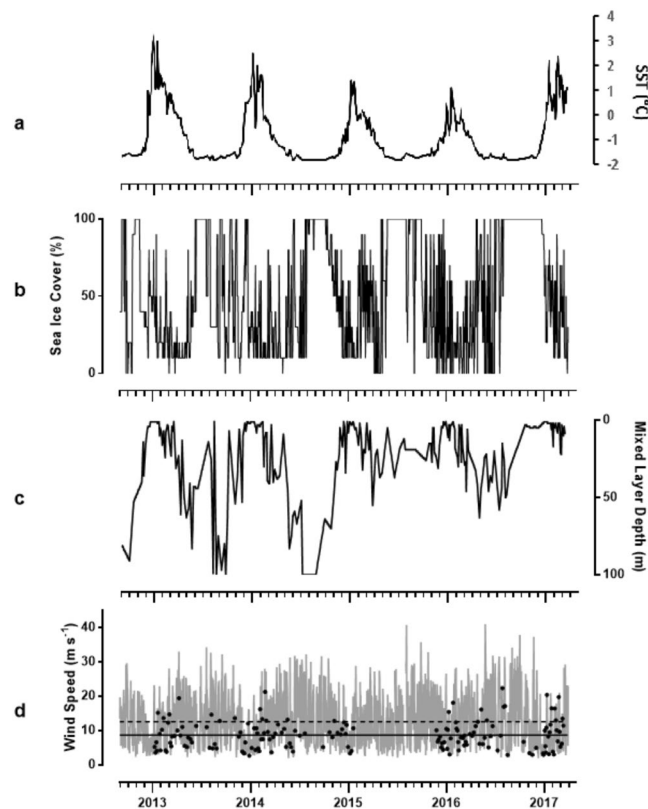 a
4
3
2
1
0
-1
-2
SST (°C)
b
Sea Ice Cover (%)
100
50
0
c
0
50
100
Mixed Layer Depth (m)
d
Wind Speed (m s⁻¹)
40
30
20
10
0
2013 2014 2015 2016 2017